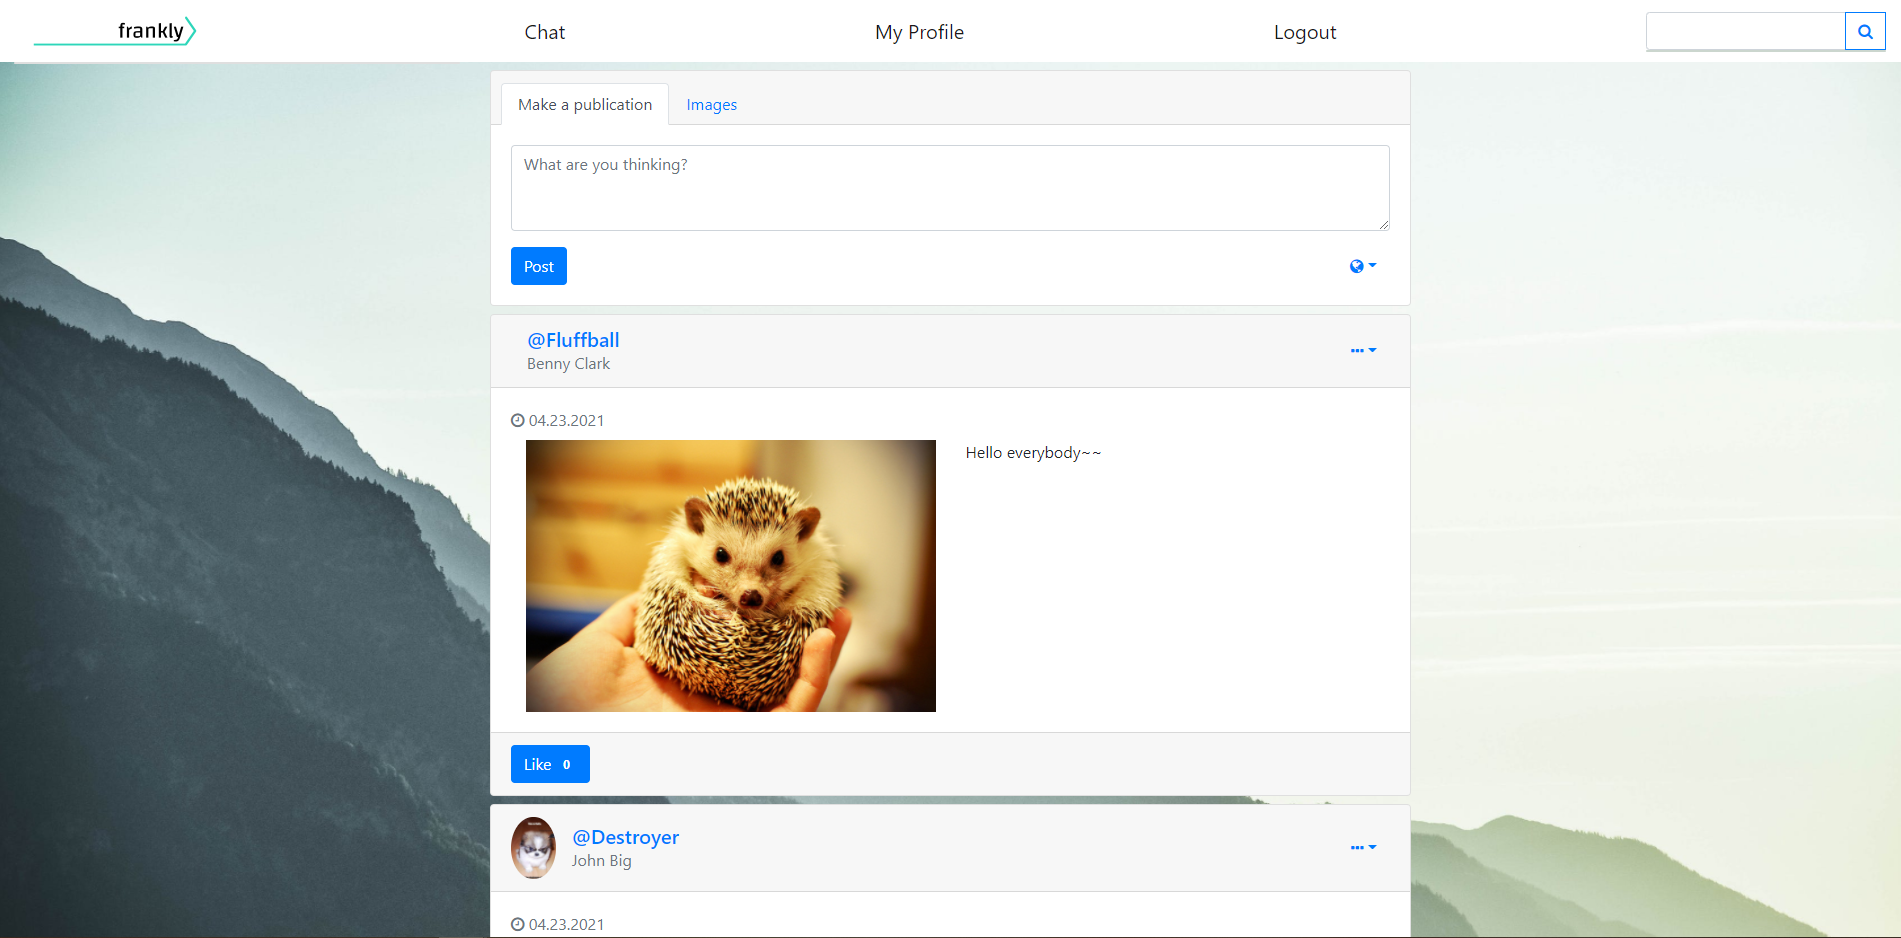 frankly
Chat
My Profile
Logout
Make a publication
Images
What are you thinking?
Post
@Fluffball
Benny Clark
04.23.2021
Hello everybody~~
Like 0
@Destroyer
John Big
04.23.2021